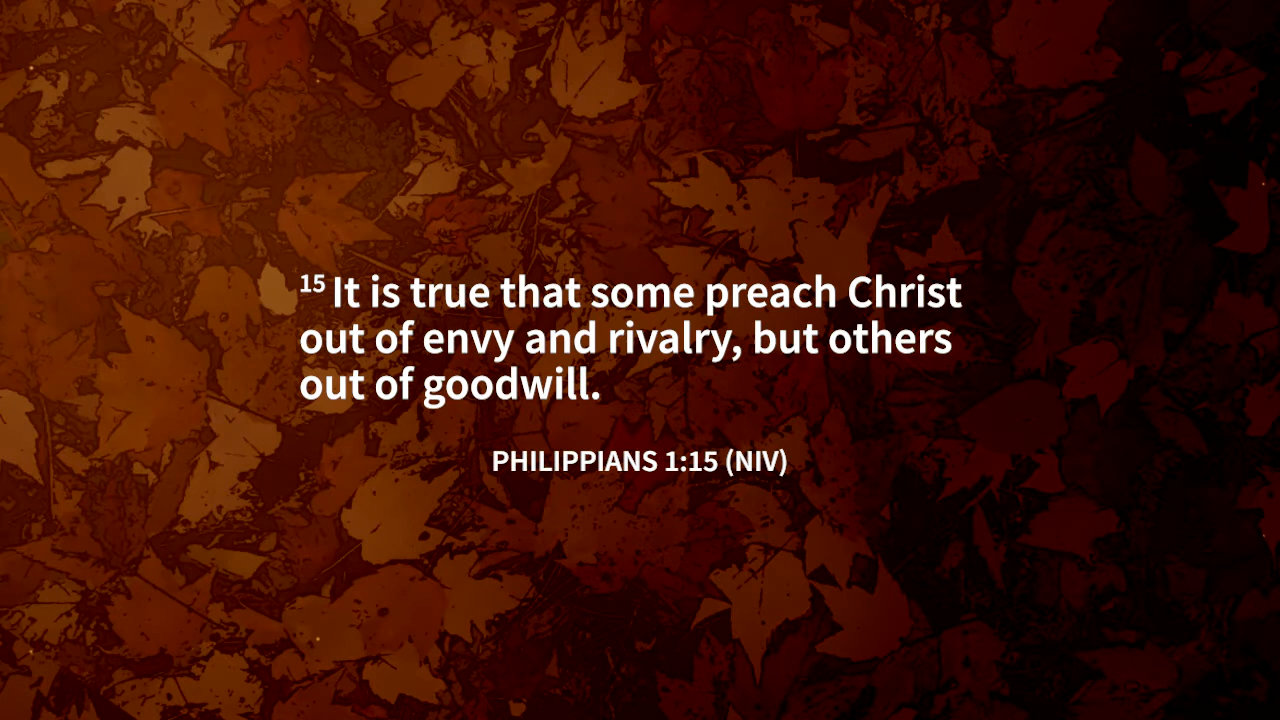 15 It is true that some preach Christ
out of envy and rivalry, but others
out of goodwill.
PHILIPPIANS 1:15 (NIV)